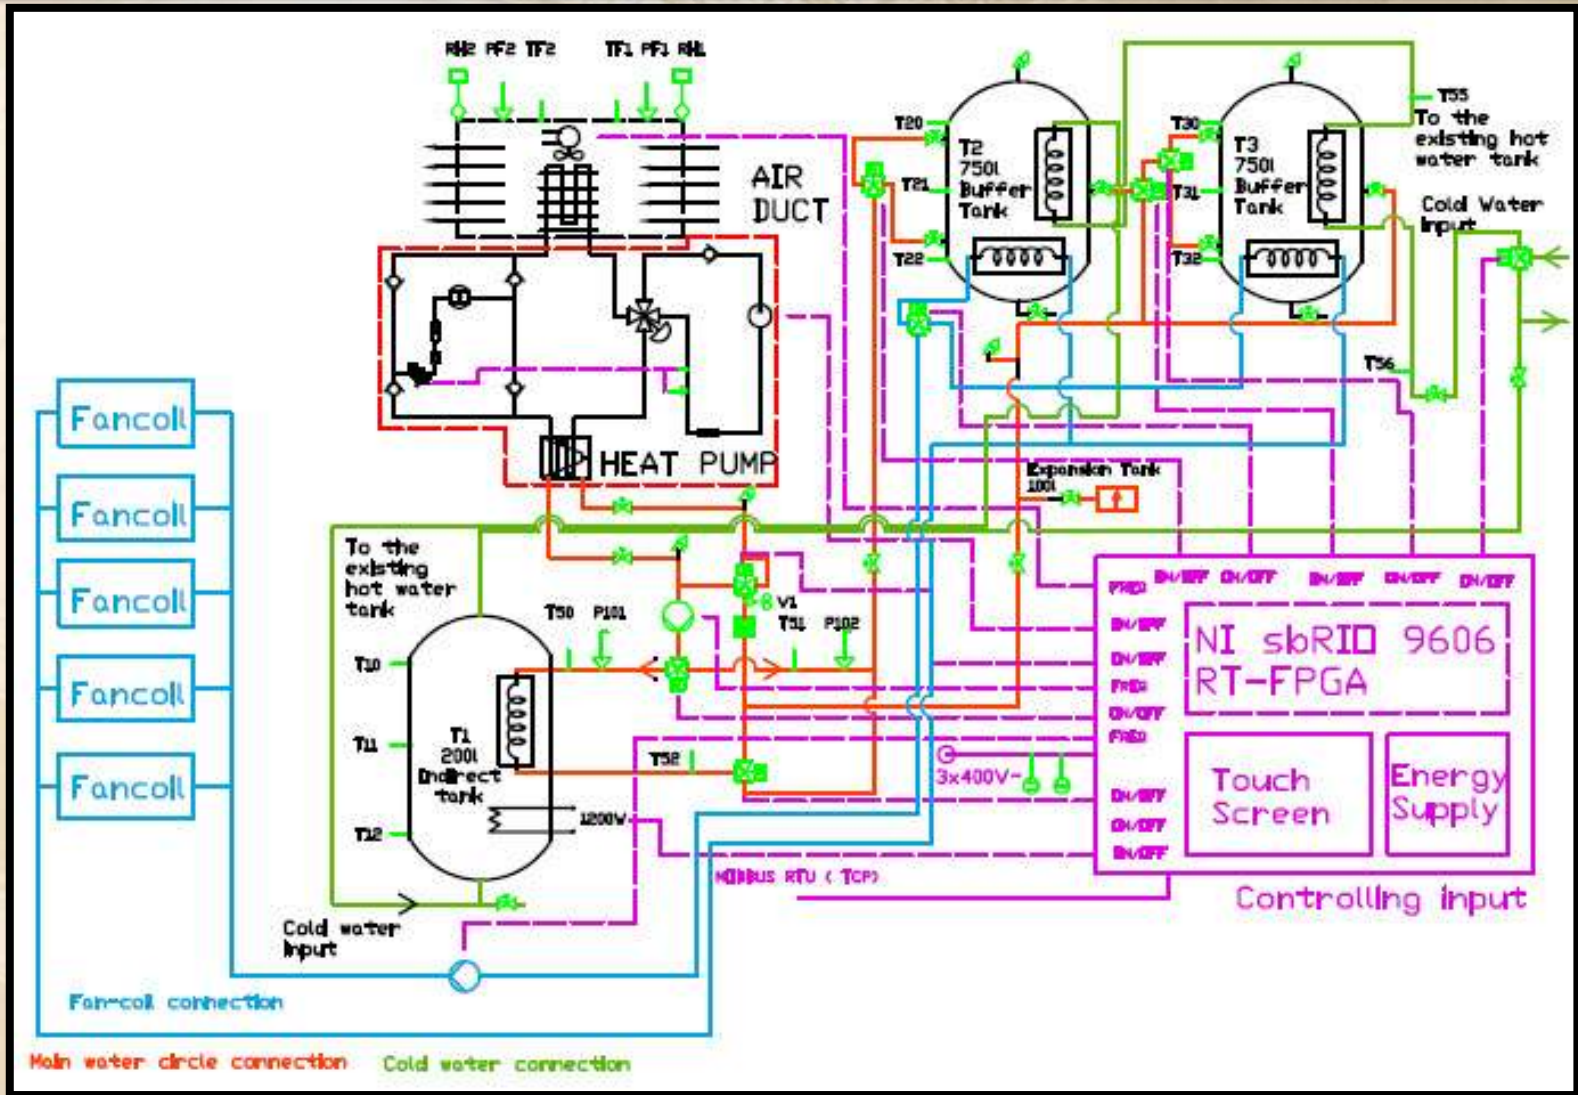 RH2 PF2 TF2
TF1 PF1 RH1
AIR
DUCT
T20
T2
750l
Buffer
Tank
T21
T22
T30
T3
750l
Buffer
Tank
T31
T32
T55
To the
existing hot
water tank
Cold Water
Input
T56
HEAT PUMP
Expansion Tank
100l
Fancoil
Fancoil
Fancoil
Fancoil
Fancoil
To the
existing
hot water
tank
T50 P101
V1
T51 P102
T10
T11
T1
200l
Indirect
tank
T12
T52
1200W
Cold water
Input
3x400V~
MODBUS RTU ( TCP)
ON/OFF ON/OFF ON/OFF ON/OFF ON/OFF
FREQ
ON/OFF
ON/OFF
FREQ
ON/OFF
FREQ
ON/OFF
ON/OFF
ON/OFF
NI sbRIO 9606
RT-FPGA
Touch
Screen
Energy
Supply
Controlling input
Fan-coil connection
Main water circle connection
Cold water connection